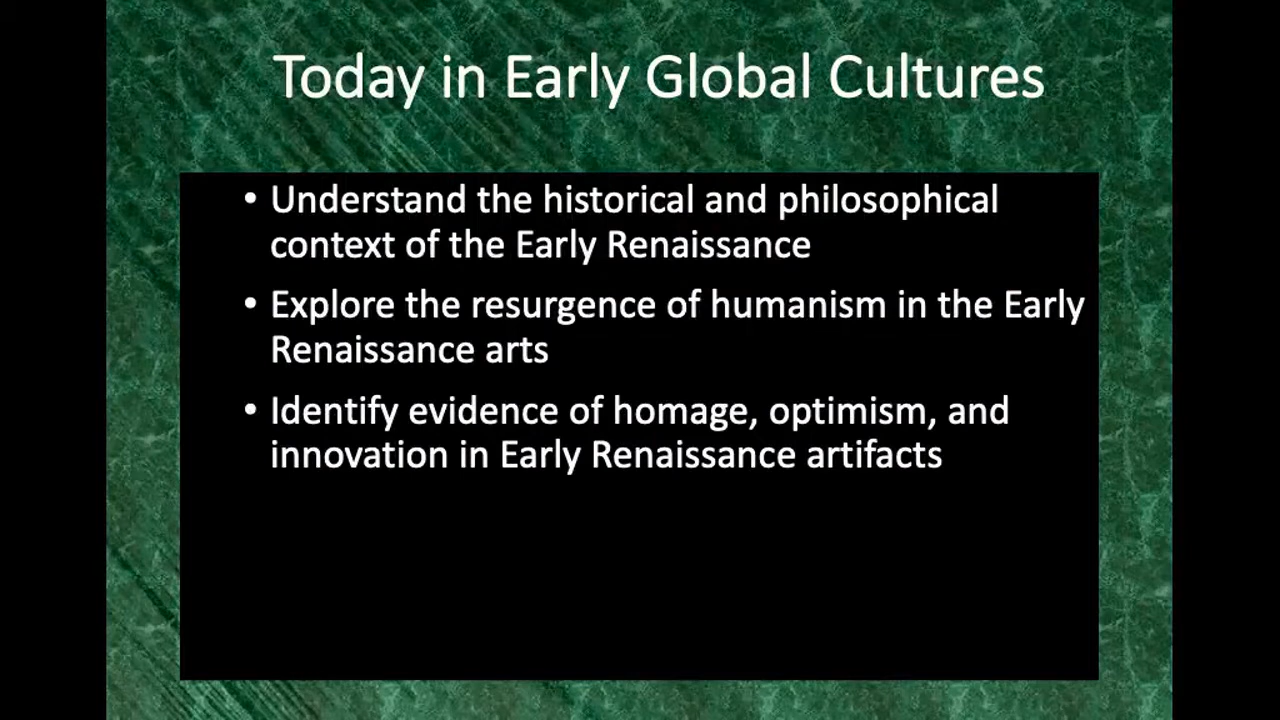 Today in Early Global Cultures
• Understand the historical and philosophical
context of the Early Renaissance
• Explore the resurgence of humanism in the Early
Renaissance arts
• Identify evidence of homage, optimism, and
innovation in Early Renaissance artifacts